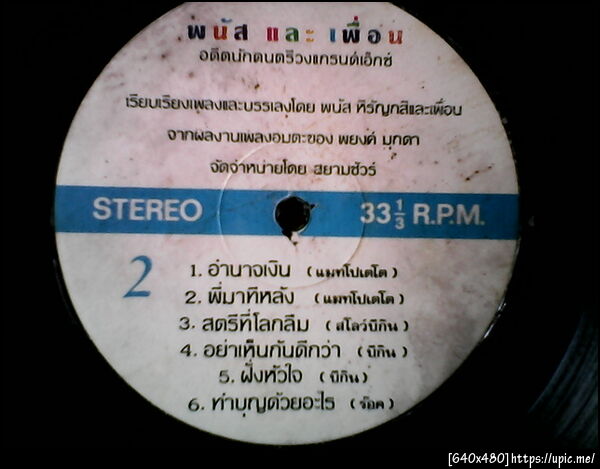 พนัส และ เพื่อน
อดีตนักดนตรีวงแกรนด์เอ็กซ์
เรียบเรียงเพลงและบรรเลงโดย พนัส หิรัญกสิและเพื่อน
จากผลงานเพลงอมตะของ พยงค์ มุกดา
จัดจำหน่ายโดย สยามซัวร์
STEREO 33 1/3 R.P.M.
2
1. อำนาจเงิน (แมทโปเตโต)
2. พี่มาทีหลัง (แมทโปเตโต)
3. สตรีที่โลกลืม (สโลว์บีกิน)
4. อย่าเห็นกันดีกว่า (บีกิน)
5. ฝั่งหัวใจ (บีกิน)
6. ทำบุญด้วยอะไร (ร๊อค)
[640x480]https://upic.me/